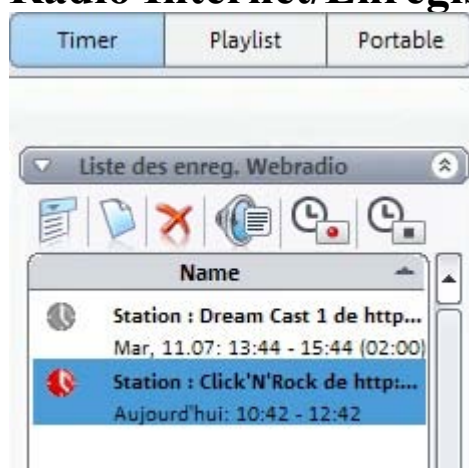 Timer Playlist Portable
Liste des enreg. Webradio
Name
Station : Dream Cast 1 de http...
Mar, 11.07: 13:44 - 15:44 (02:00)
Station : Click'N'Rock de http:...
Aujourd'hui: 10:42 - 12:42